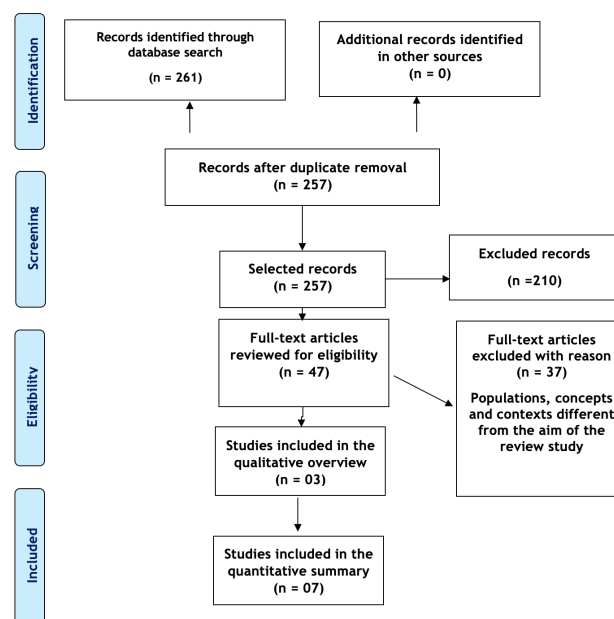 Identification
Records identified through
database search
(n = 261)
Additional records identified
in other sources
(n = 0)
Records after duplicate removal
(n = 257)
Screening
Selected records
(n = 257)
Excluded records
(n =210)
Eligibility
Full-text articles
reviewed for eligibility
(n = 47)
Full-text articles
excluded with reason
(n = 37)
Populations, concepts
and contexts different
from the aim of the
review study
Studies included in the
qualitative overview
(n = 03)
Included
Studies included in the
quantitative summary
(n = 07)